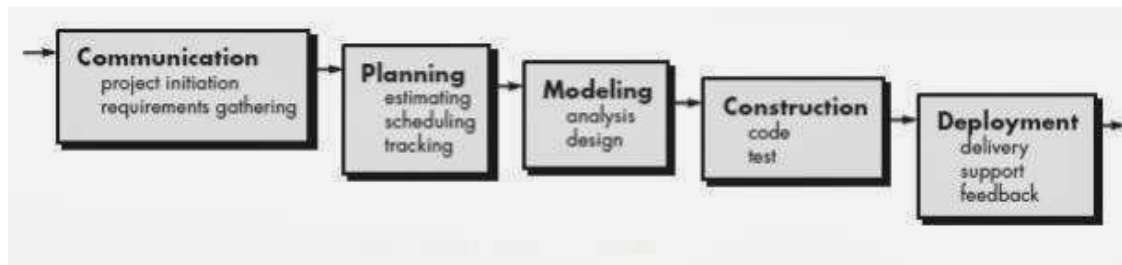 Communication
project initiation
requirements gathering
Planning
estimating
scheduling
tracking
Modeling
analysis
design
Construction
code
test
Deployment
delivery
support
feedback